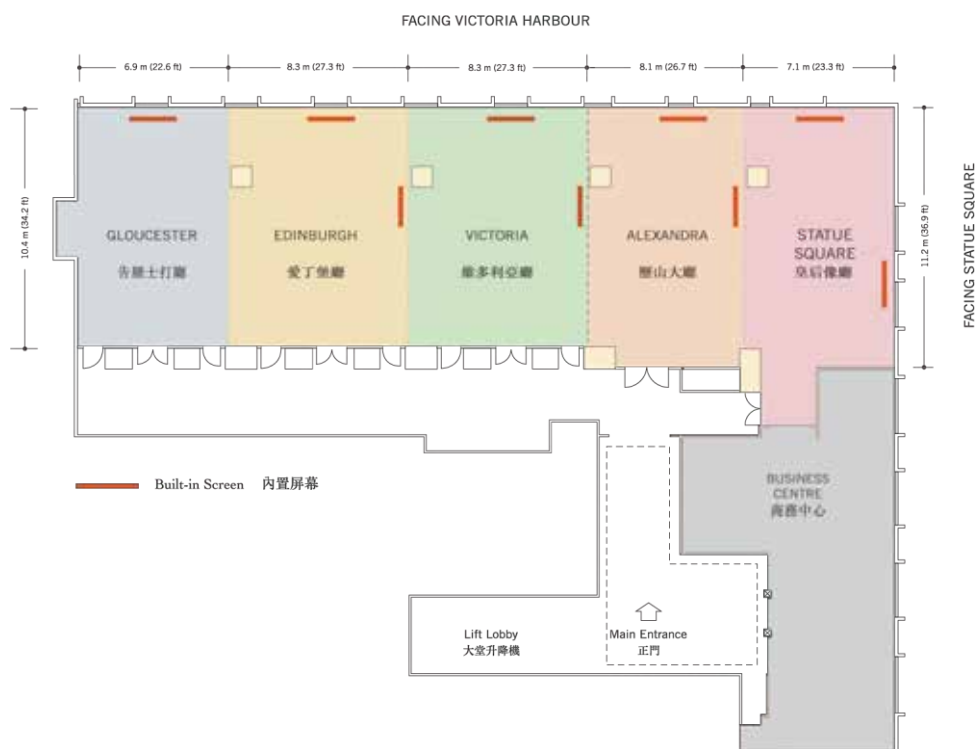 FACING VICTORIA HARBOUR
6.9 m (22.6 ft)
8.3 m (27.3 ft)
8.3 m (27.3 ft)
8.1 m (26.7 ft)
7.1 m (23.3 ft)
10.4 m (34.2 ft)
11.2 m (36.9 ft)
FACING STATUE SQUARE
GLOUCESTER
告羅士打廳
EDINBURGH
愛丁堡廳
VICTORIA
維多利亞廳
ALEXANDRA
歷山大廳
STATUE
SQUARE
皇后像廳
Built-in Screen 內置屏幕
BUSINESS
CENTRE
商務中心
Lift Lobby
大堂升降機
Main Entrance
正門